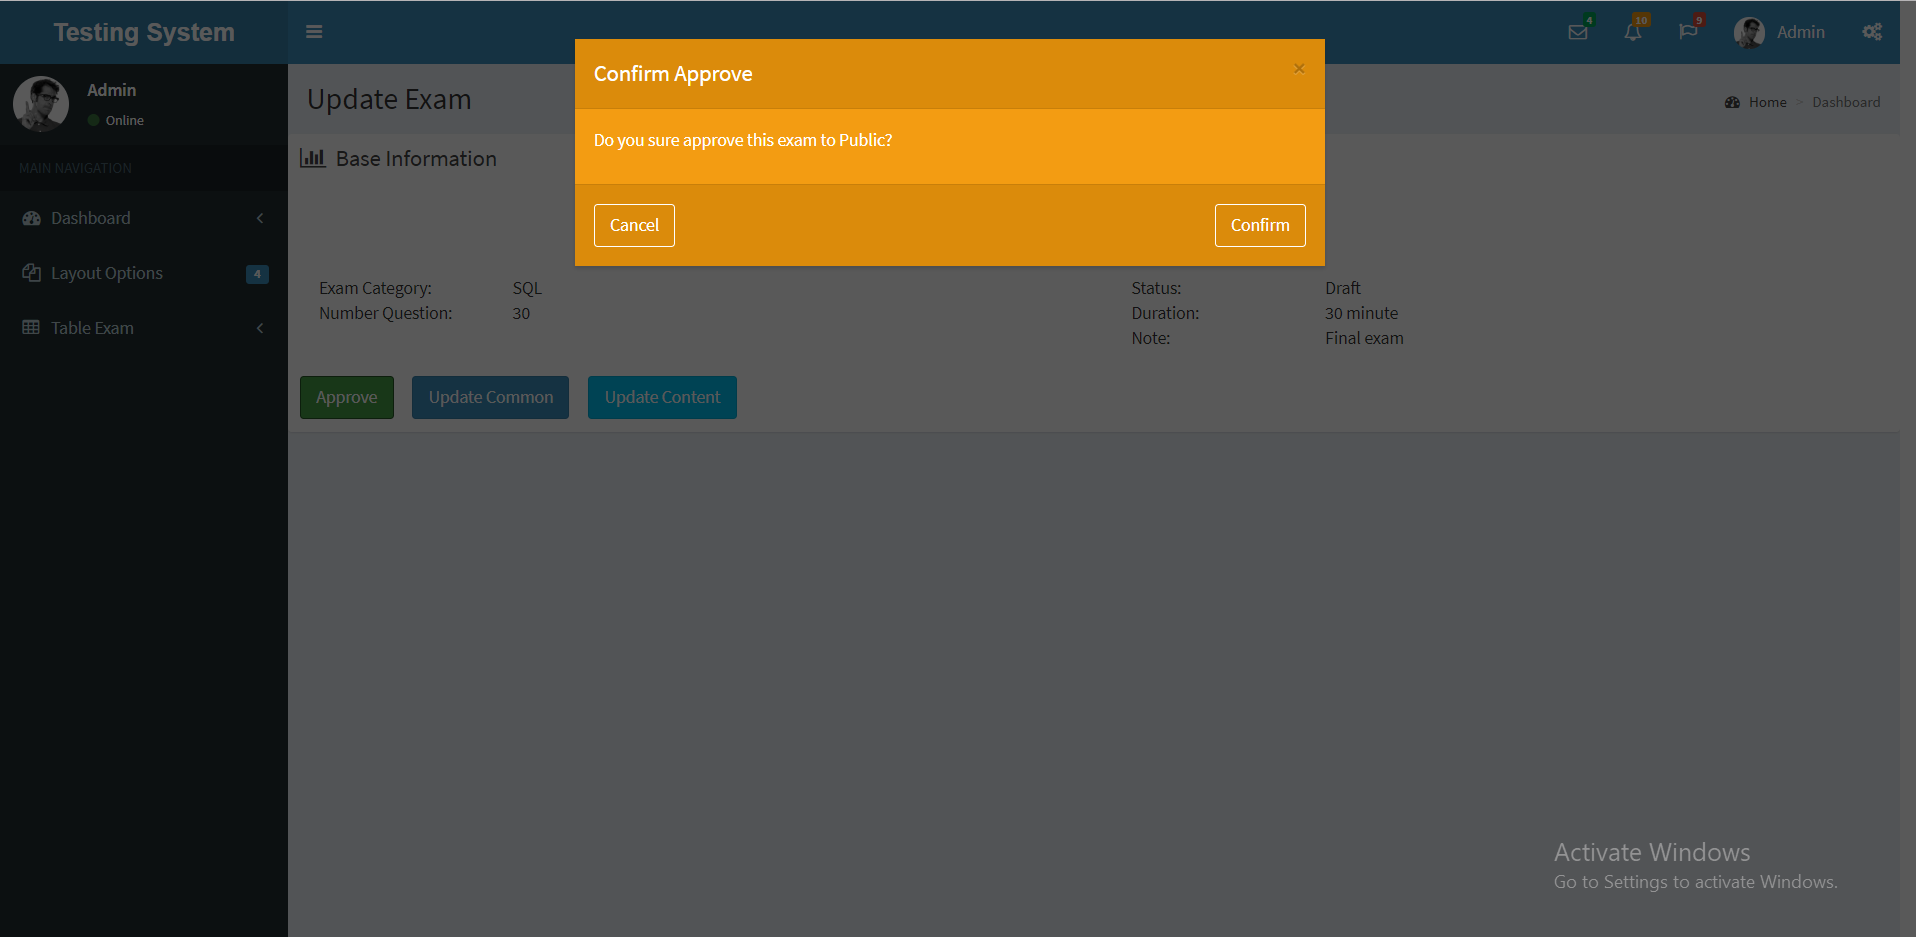 Testing System
4
10
9
Admin
Admin
Online
MAIN NAVIGATION
Dashboard
Layout Options
4
Table Exam
Update Exam
Home > Dashboard
Base Information
Confirm Approve
×
Do you sure approve this exam to Public?
Cancel
Confirm
Exam Category: SQL
Number Question: 30
Status: Draft
Duration: 30 minute
Note: Final exam
Approve
Update Common
Update Content
Activate Windows
Go to Settings to activate Windows.